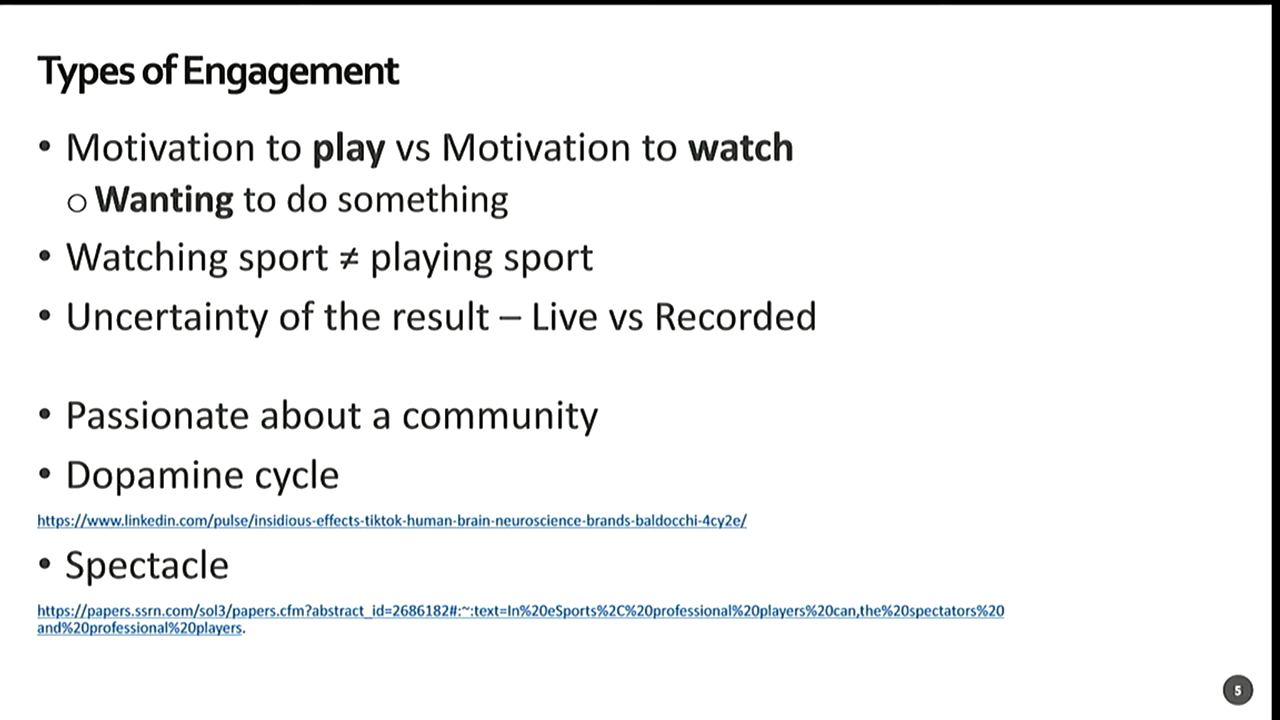 Types of Engagement
• Motivation to play vs Motivation to watch
o Wanting to do something
• Watching sport ≠ playing sport
• Uncertainty of the result – Live vs Recorded
• Passionate about a community
• Dopamine cycle
https://www.linkedin.com/pulse/insidious-effects-tiktok-human-brain-neuroscience-brands-baldocchi-4cy2e/
• Spectacle
https://papers.ssrn.com/sol3/papers.cfm?abstract_id=2686182#:~:text=In%20eSports%2C%20professional%20players%20can,the%20spectators%20
and%20professional%20players.
5